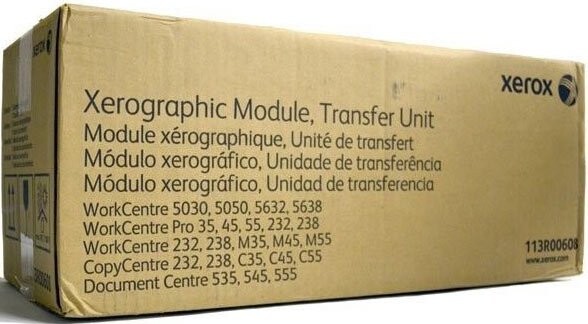 xerox
Xerographic Module, Transfer Unit
Module xérographique, Unité de transfert
Módulo xerográfico, Unidade de transferência
Módulo xerográfico, Unidad de transferencia
WorkCentre 5030, 5050, 5632, 5638
WorkCentre Pro 35, 45, 55, 232, 238
WorkCentre 232, 238, M35, M45, M55
CopyCentre 232, 238, C35, C45, C55
Document Centre 535, 545, 555
113R00608
www.xerox.com